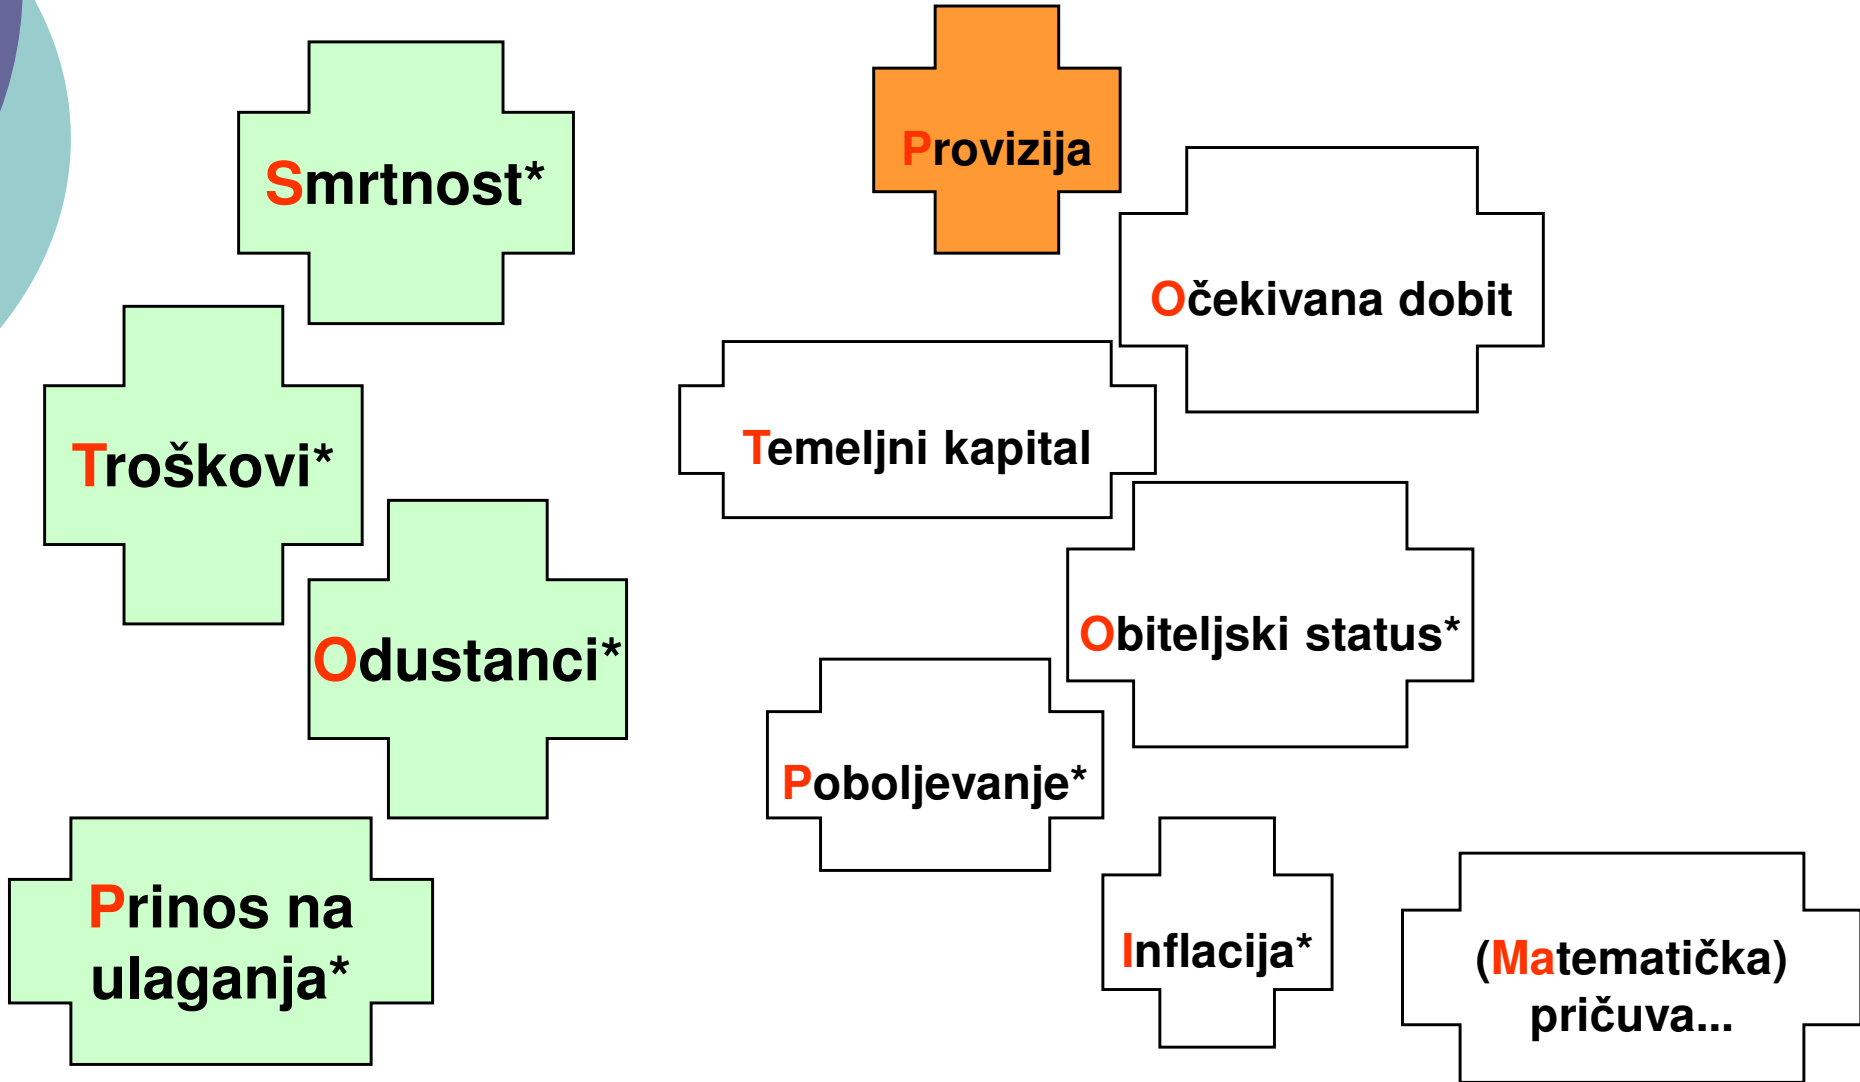 Smrtnost*
Troškovi*
Odustanci*
Prinos na
ulaganja*
Provizija
Očekivana dobit
Temeljni kapital
Obiteljski status*
Poboljevanje*
Inflacija*
(Matematička)
pričuva...